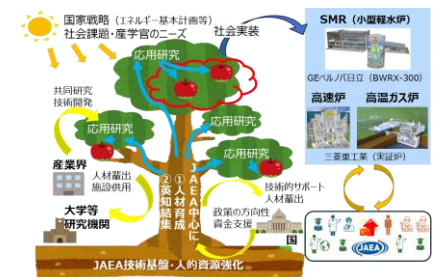 国家戦略（エネルギー基本計画等）
社会課題・産学官のニーズ
社会実装
応用研究
共同研究
技術開発
応用研究
応用研究
応用研究
産業界
人材輩出
施設供用
大学等
研究機関
JAEA中心に
①人材育成
②英知結集
技術的サポート
人材輩出
政策の方向性
資金支援
JAEA技術基盤・人的資源強化
SMR（小型軽水炉）
GEベルノバ日立（BWRX-300）
高速炉
高温ガス炉
三菱重工業（実証炉）
JAEA